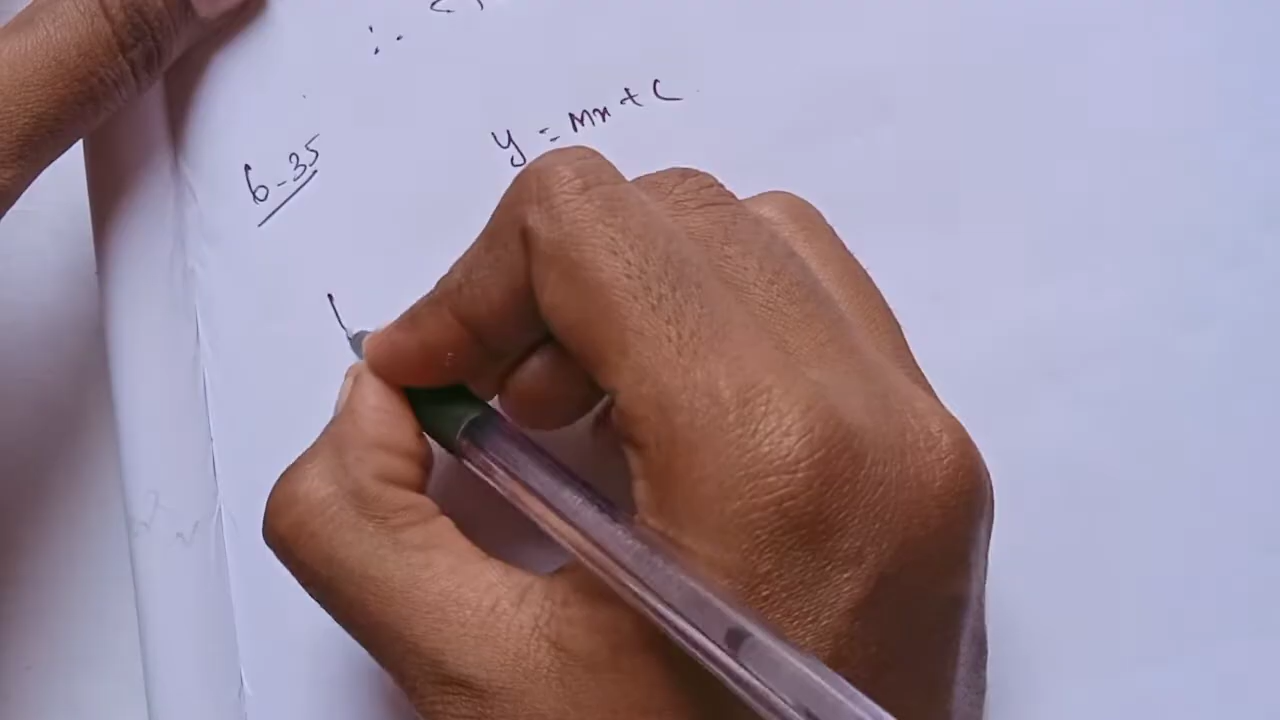 ∴
y = mx + c
6-35